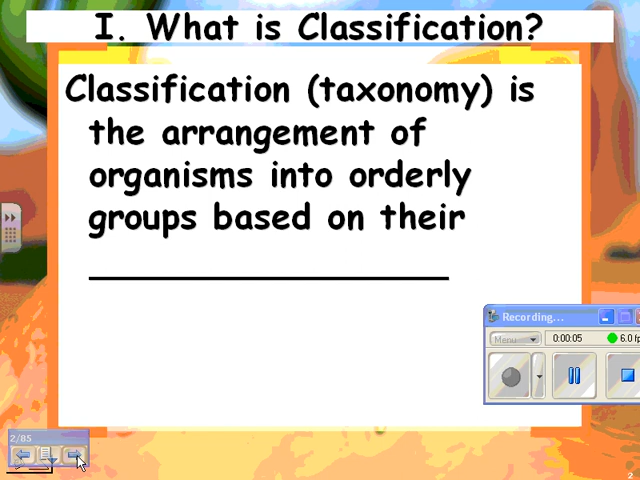 I. What is Classification?
Classification (taxonomy) is
the arrangement of
organisms into orderly
groups based on their
____________________
Recording...
Menu
0:00:05
6.0 fp
2/85
2